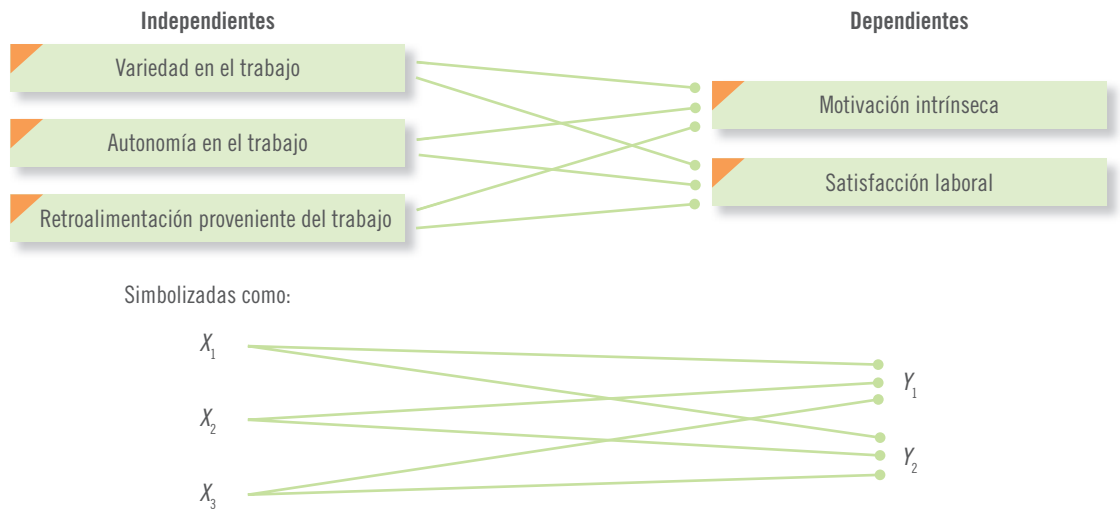 Independientes
Dependientes
Variedad en el trabajo
Motivación intrínseca
Autonomía en el trabajo
Satisfacción laboral
Retroalimentación proveniente del trabajo
Simbolizadas como:
X1
Y1
X2
Y2
X3